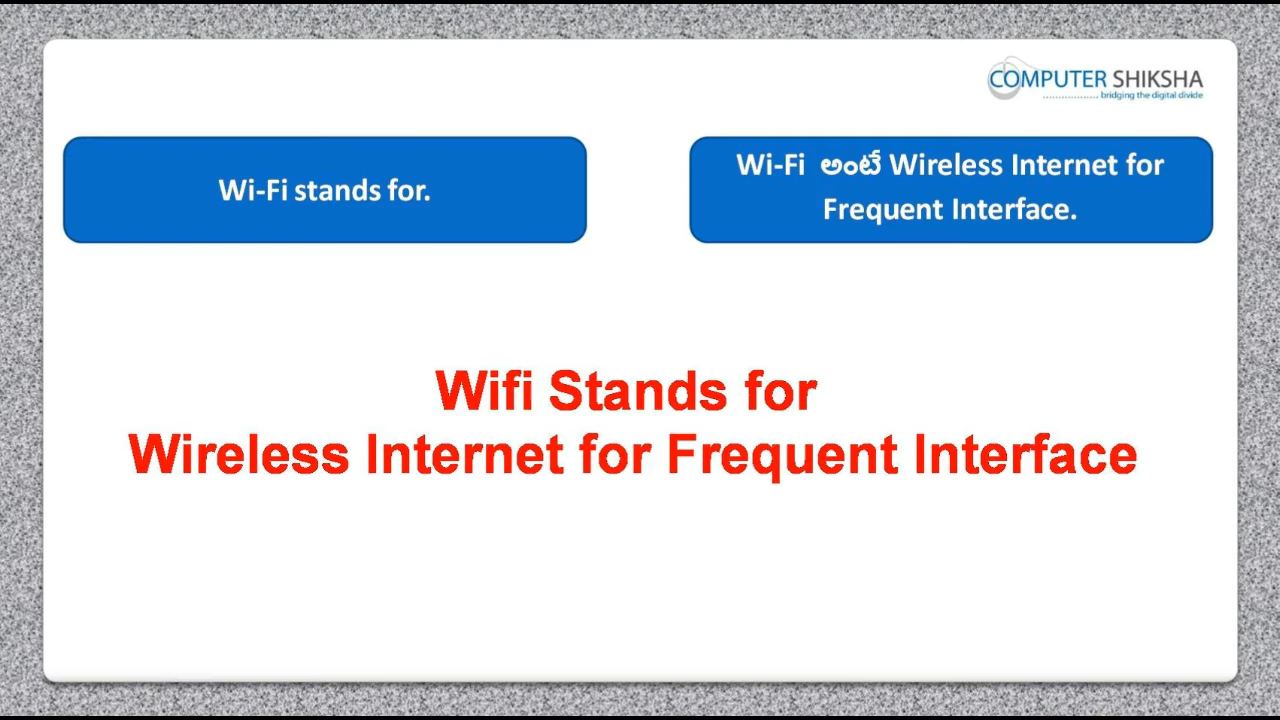 COMPUTER SHIKSHA
bridging the digital divide
Wi-Fi stands for.
Wi-Fi అంటే Wireless Internet for
Frequent Interface.
Wifi Stands for
Wireless Internet for Frequent Interface